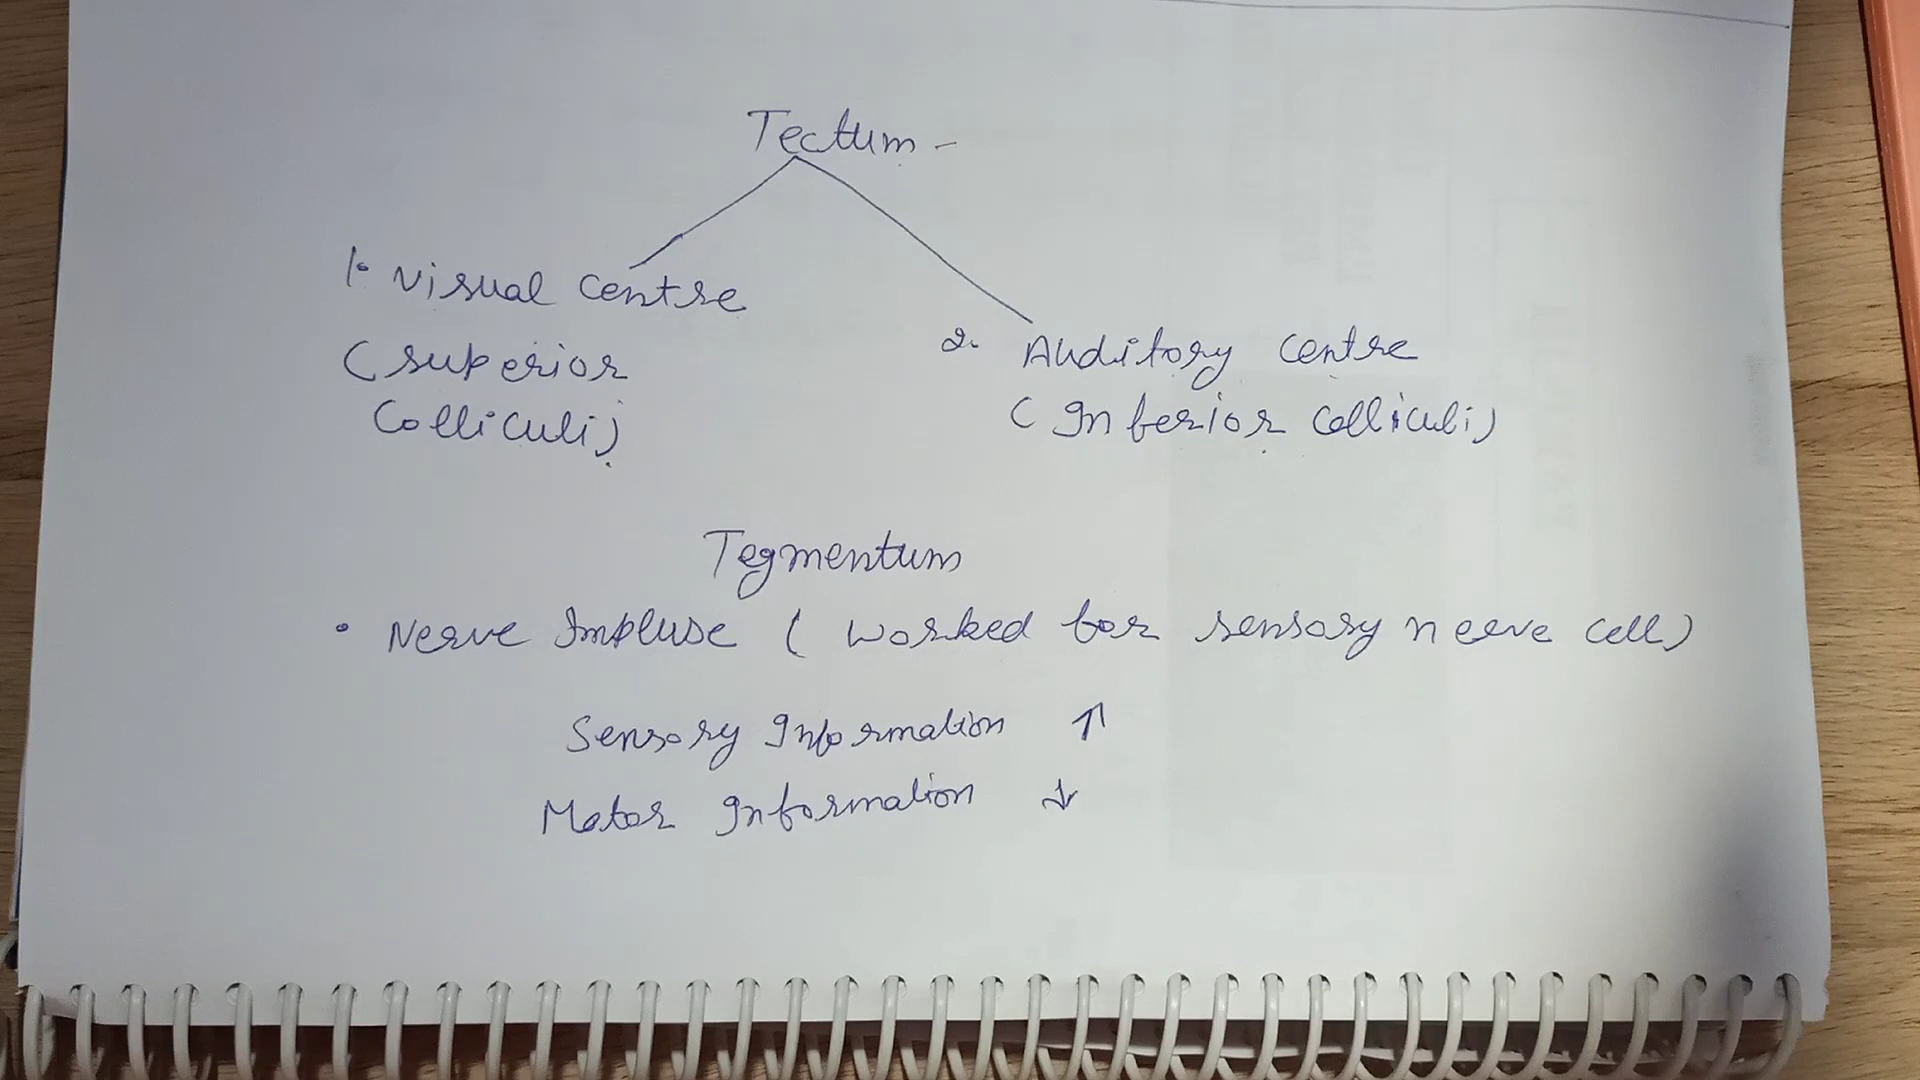 Tectum -
1. Visual Centre
(superior
Colliculi)
2. Auditory Centre
(Inferior Colliculi)
Tegmentum
• Nerve Impluse (worked for sensory nerve cell)
Sensory Information ↑
Motor Information ↓